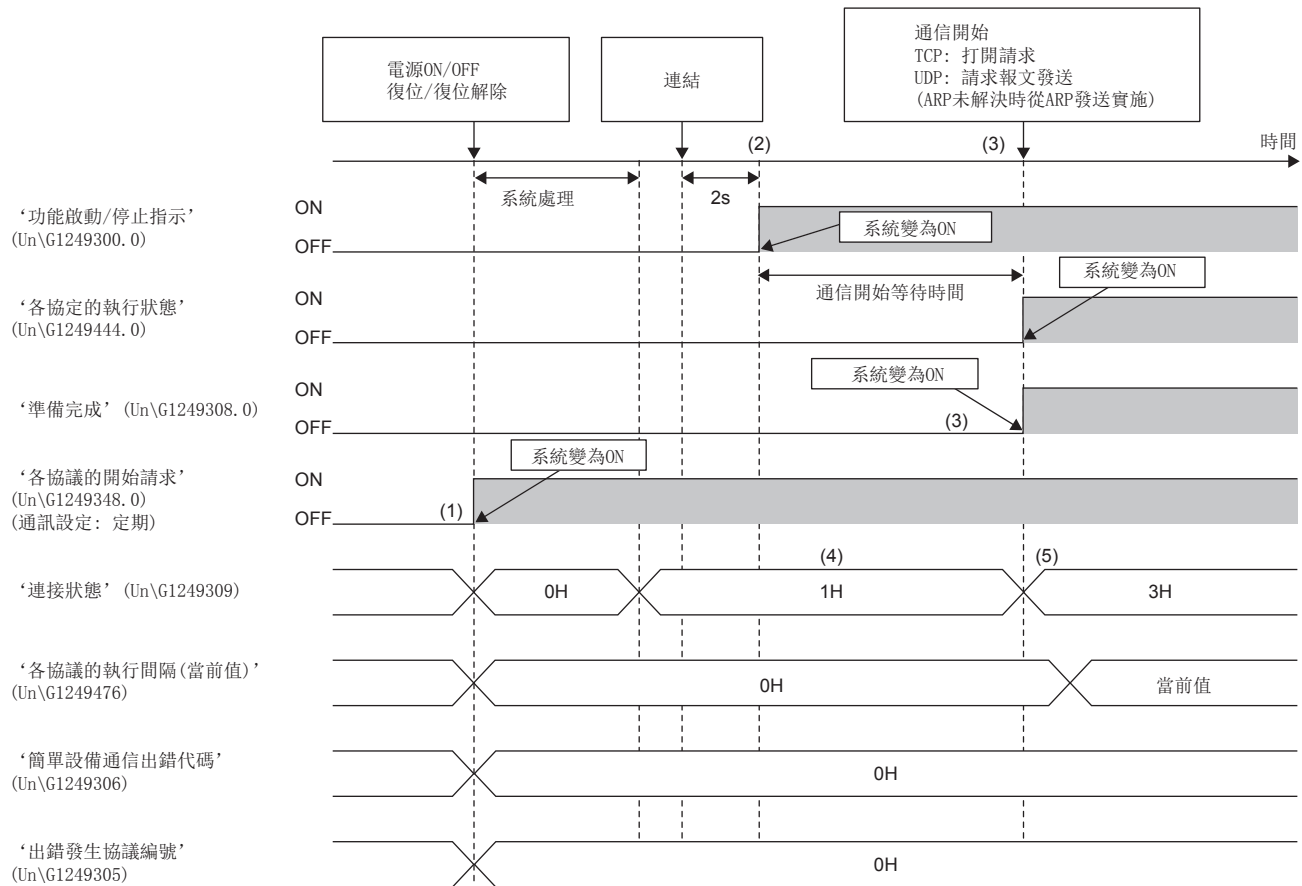 電源ON/OFF
復位/復位解除
連結
通信開始
TCP: 打開請求
UDP: 請求報文發送
(ARP未解決時從ARP發送實施)
(2)
(3)
時間
系統處理
2s
‘功能啟動/停止指示’
(Un\G1249300.0)
ON
OFF
系統變為ON
‘各協定的執行狀態’
(Un\G1249444.0)
ON
OFF
通信開始等待時間
系統變為ON
‘準備完成’ (Un\G1249308.0)
ON
OFF
系統變為ON
(3)
‘各協議的開始請求’
(Un\G1249348.0)
(通訊設定: 定期)
ON
OFF
系統變為ON
(1)
(4)
(5)
‘連接狀態’ (Un\G1249309)
0H
1H
3H
‘各協議的執行間隔(當前值)’
(Un\G1249476)
0H
當前值
‘簡單設備通信出錯代碼’
(Un\G1249306)
0H
‘出錯發生協議編號’
(Un\G1249305)
0H